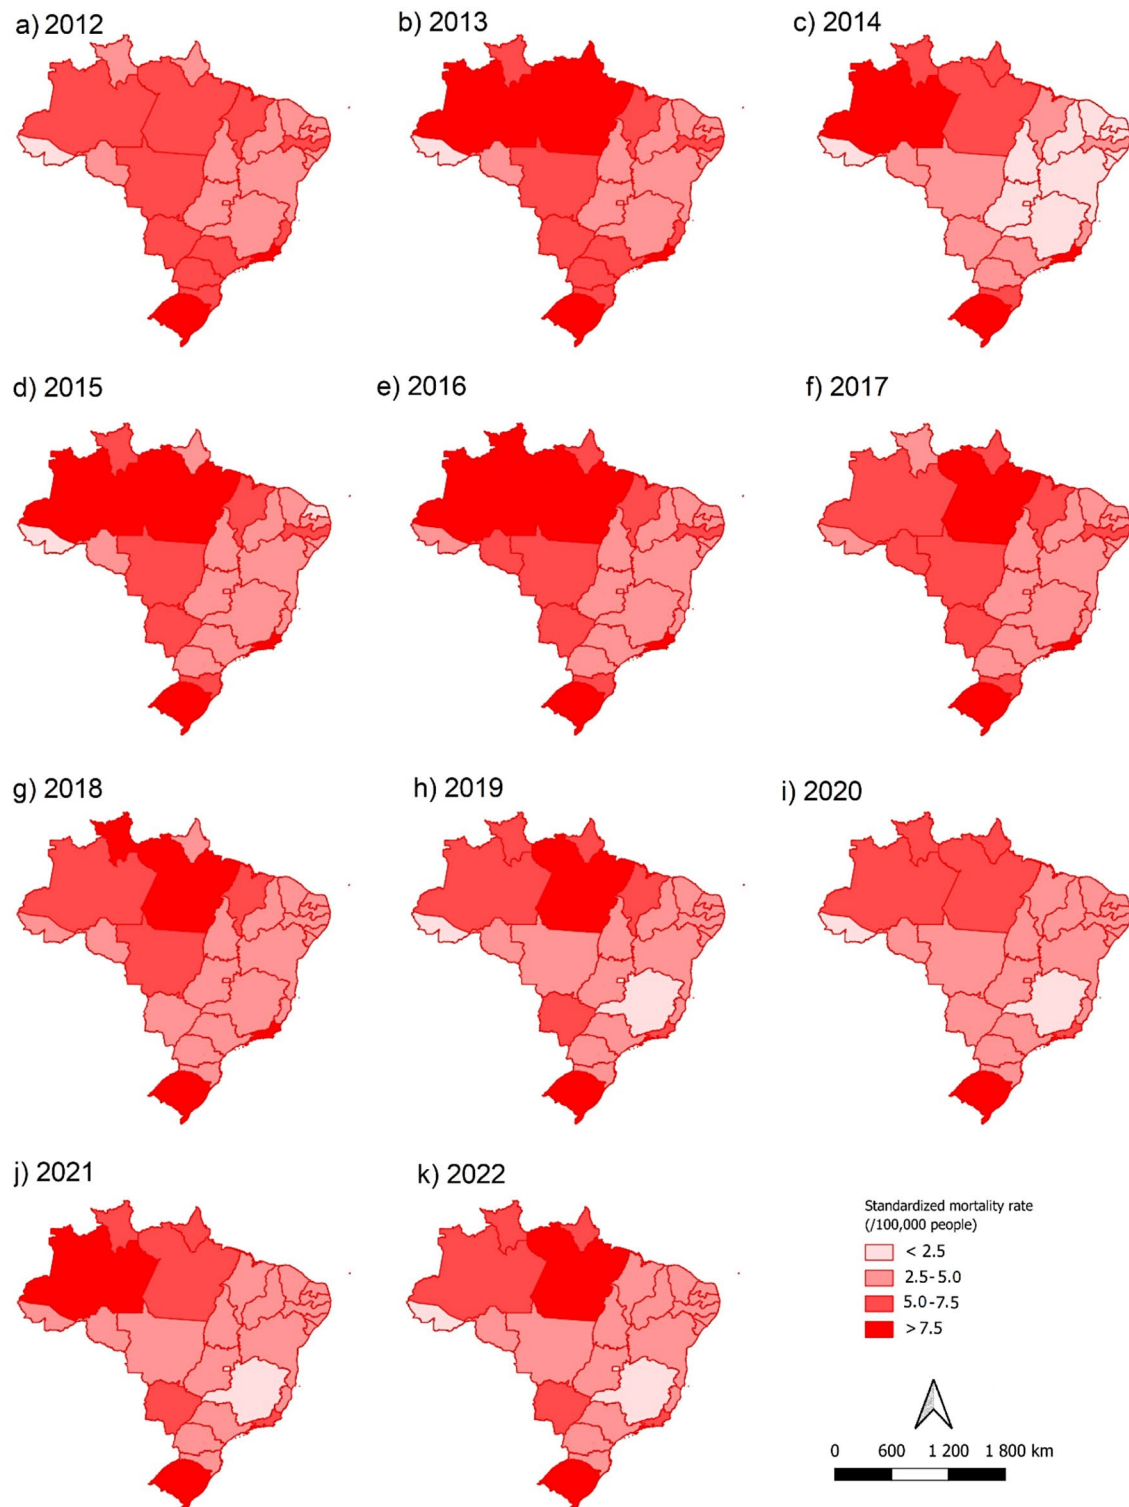 a) 2012
b) 2013
c) 2014
d) 2015
e) 2016
f) 2017
g) 2018
h) 2019
i) 2020
j) 2021
k) 2022
Standardized mortality rate
(/100,000 people)
< 2.5
2.5-5.0
5.0-7.5
>7.5
0 600 1 200 1 800 km